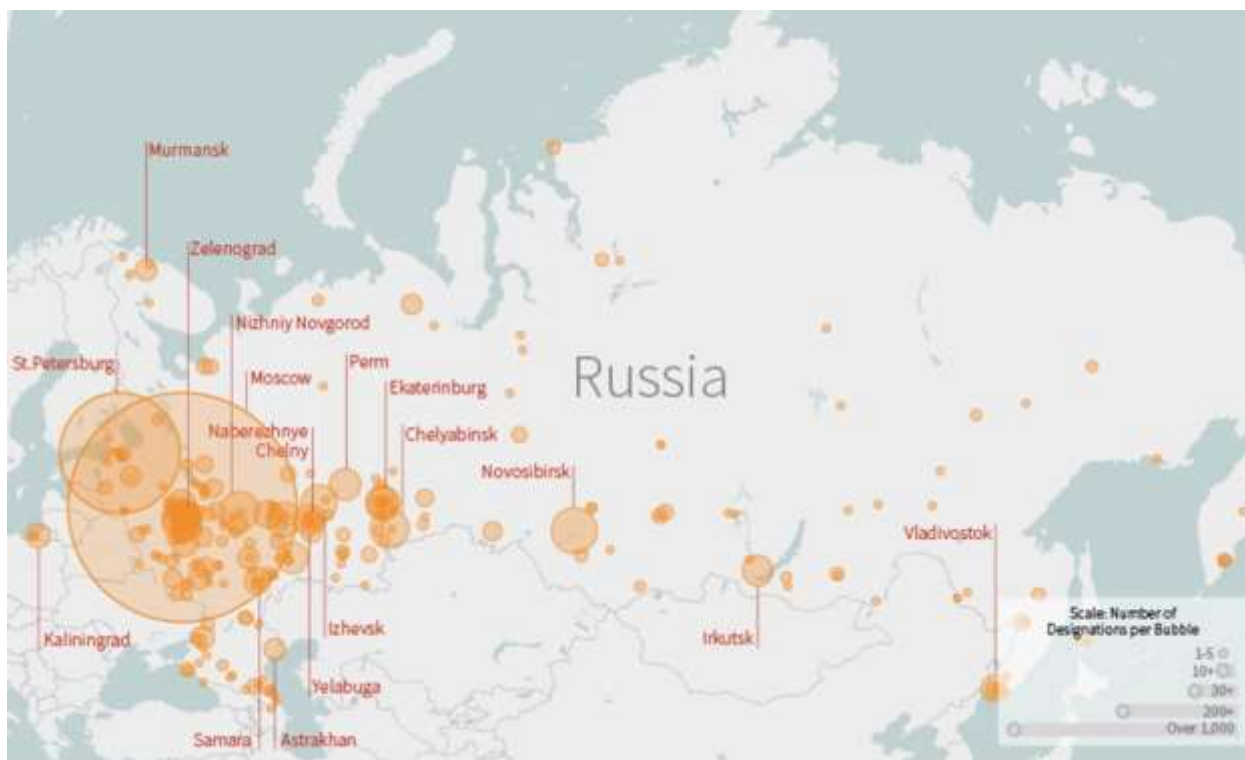 Murmansk
Zelenograd
Nizhniy Novgorod
St.Petersburg
Moscow
Perm
Ekaterinburg
Russia
Naberezhnye
Chelny
Chelyabinsk
Novosibirsk
Vladivostok
Kaliningrad
Izhevsk
Irkutsk
Yelabuga
Samara
Astrakhan
Scale: Number of
Designations per Bubble
1-5
10+
30+
200+
Over 1,000